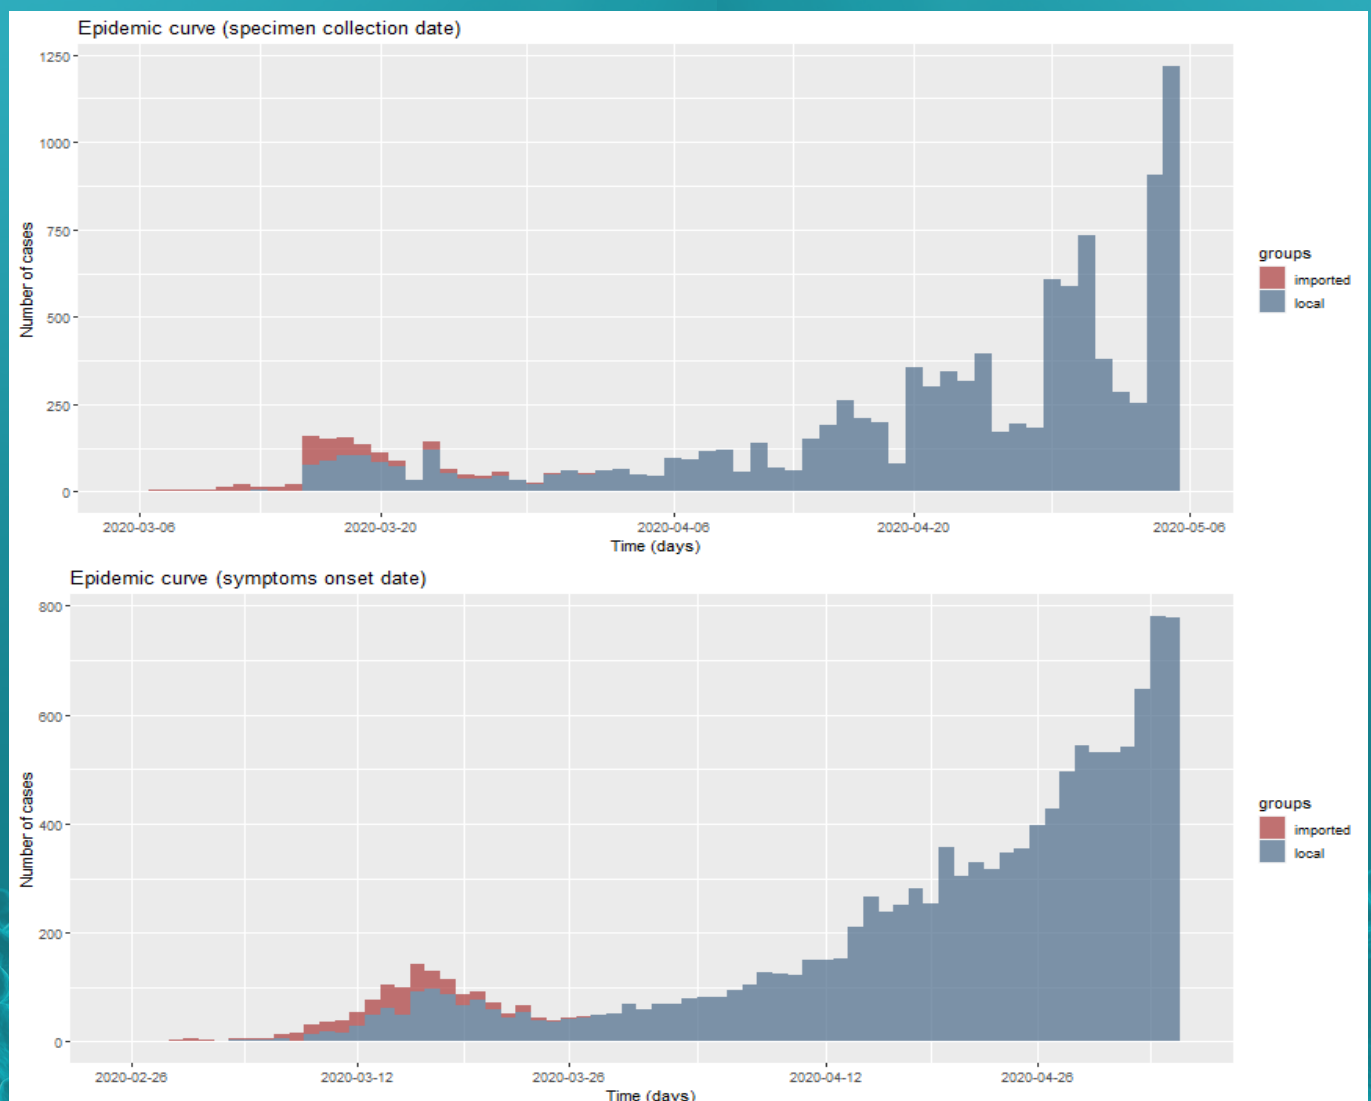 Epidemic curve (specimen collection date)
1250
1000
750
500
250
0
Number of cases
2020-03-06
2020-03-20
2020-04-06
2020-04-20
2020-05-06
Time (days)
groups
imported
local
Epidemic curve (symptoms onset date)
800
600
400
200
0
Number of cases
2020-02-26
2020-03-12
2020-03-26
2020-04-12
2020-04-26
Time (days)
groups
imported
local